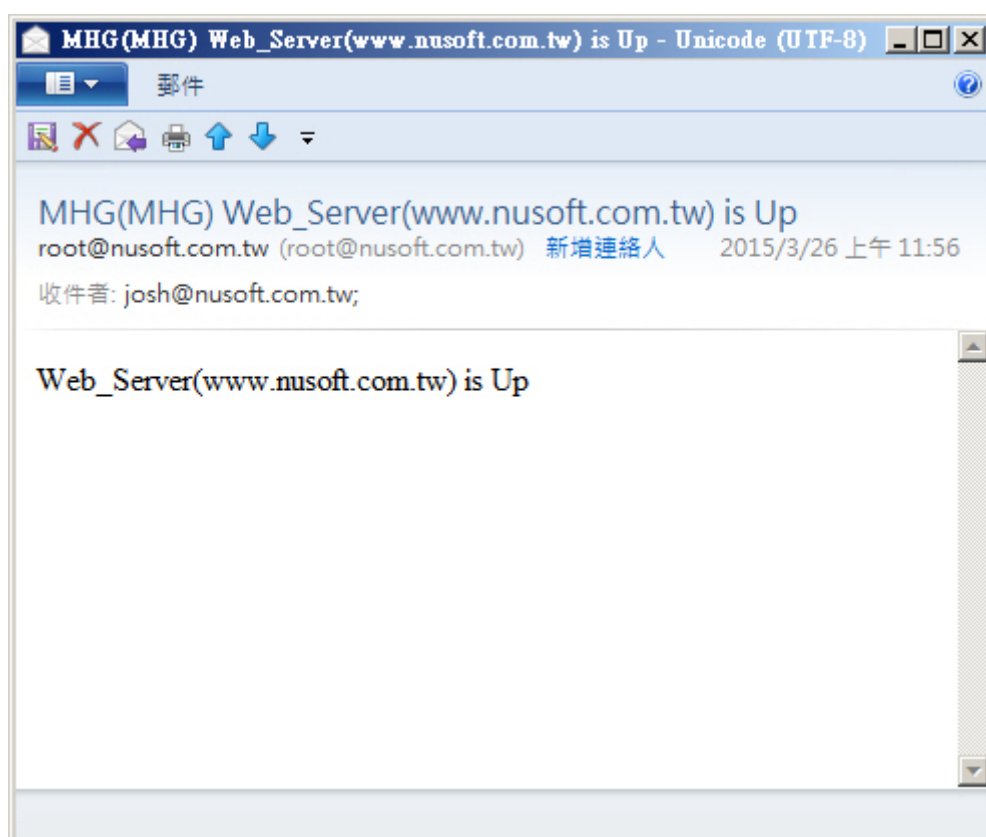 MHG(MHG) Web_Server(www.nusoft.com.tw) is Up - Unicode (UTF-8)
郵件
MHG(MHG) Web_Server(www.nusoft.com.tw) is Up
root@nusoft.com.tw (root@nusoft.com.tw) 新增連絡人 2015/3/26 上午 11:56
收件者: josh@nusoft.com.tw;
Web_Server(www.nusoft.com.tw) is Up